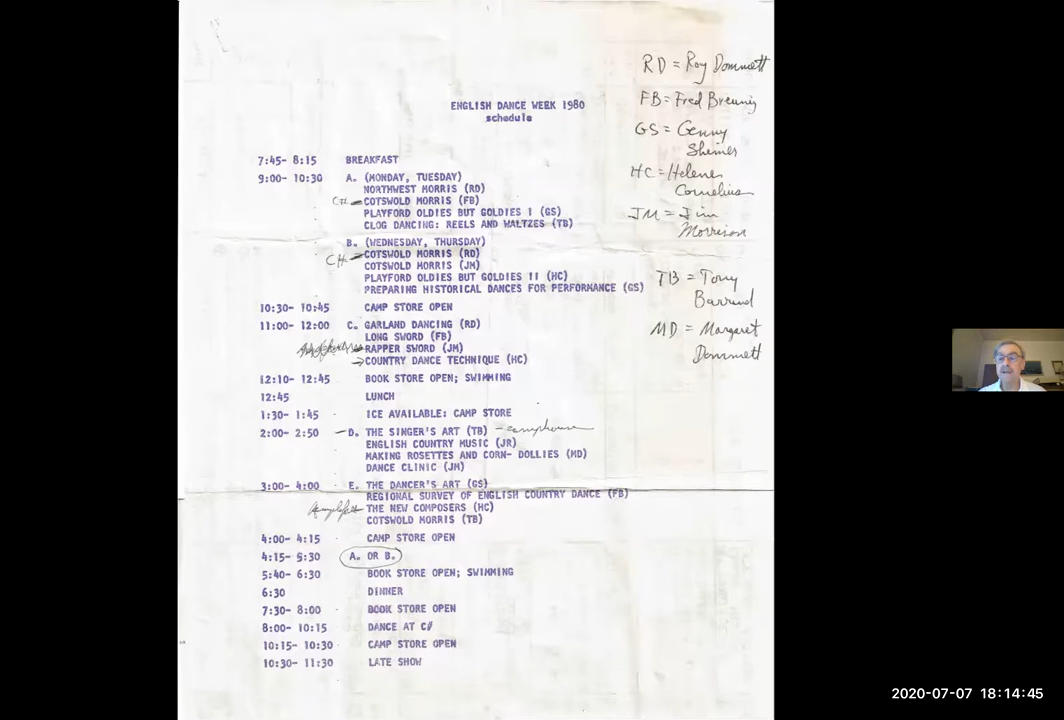 ENGLISH DANCE WEEK 1980
schedule
7:45- 8:15 BREAKFAST
9:00- 10:30 A. (MONDAY, TUESDAY)
NORTHWEST MORRIS (RD)
CH COTSWOLD MORRIS (FB)
PLAYFORD OLDIES BUT GOLDIES I (GS)
CLOG DANCING: REELS AND WALTZES (TB)
B. (WEDNESDAY, THURSDAY)
CH COTSWOLD MORRIS (RD)
COTSWOLD MORRIS (JM)
PLAYFORD OLDIES BUT GOLDIES II (HC)
PREPARING HISTORICAL DANCES FOR PERFORMANCE (GS)
10:30- 10:45 CAMP STORE OPEN
11:00- 12:00 C. GARLAND DANCING (RD)
LONG SWORD (FB)
RAPPER SWORD (JM)
COUNTRY DANCE TECHNIQUE (HC)
12:10- 12:45 BOOK STORE OPEN; SWIMMING
12:45 LUNCH
1:30- 1:45 ICE AVAILABLE: CAMP STORE
2:00- 2:50 D. THE SINGER'S ART (TB) - camphouse
ENGLISH COUNTRY MUSIC (JR)
MAKING ROSETTES AND CORN- DOLLIES (MD)
DANCE CLINIC (JM)
3:00- 4:00 E. THE DANCER'S ART (GS)
REGIONAL SURVEY OF ENGLISH COUNTRY DANCE (FB)
THE NEW COMPOSERS (HC)
COTSWOLD MORRIS (TB)
4:00- 4:15 CAMP STORE OPEN
4:15- 5:30 A. OR B.
5:40- 6:30 BOOK STORE OPEN; SWIMMING
6:30 DINNER
7:30- 8:00 BOOK STORE OPEN
8:00- 10:15 DANCE AT C#
10:15- 10:30 CAMP STORE OPEN
10:30- 11:30 LATE SHOW
RD = Roy Dommett
FB = Fred Breunig
GS = Genny
Shimer
HC = Helene
Cornelius
JM = Jim
Morrison
TB = Tony
Barrand
MD = Margaret
Dommett
2020-07-07 18:14:45